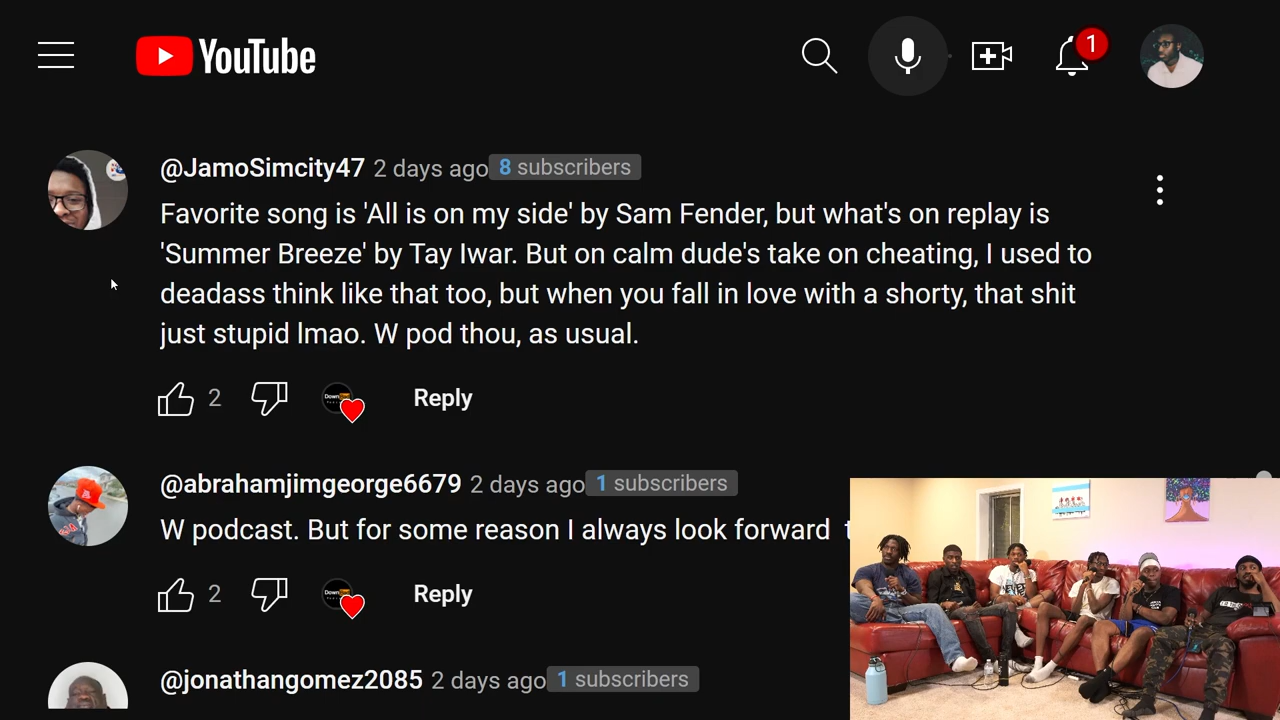 YouTube
1
@JamoSimcity47 2 days ago 8 subscribers
Favorite song is 'All is on my side' by Sam Fender, but what's on replay is
'Summer Breeze' by Tay Iwar. But on calm dude's take on cheating, I used to
deadass think like that too, but when you fall in love with a shorty, that shit
just stupid lmao. W pod thou, as usual.
2
Reply
@abrahamjimgeorge6679 2 days ago 1 subscribers
W podcast. But for some reason I always look forward t
2
Reply
@jonathangomez2085 2 days ago 1 subscribers